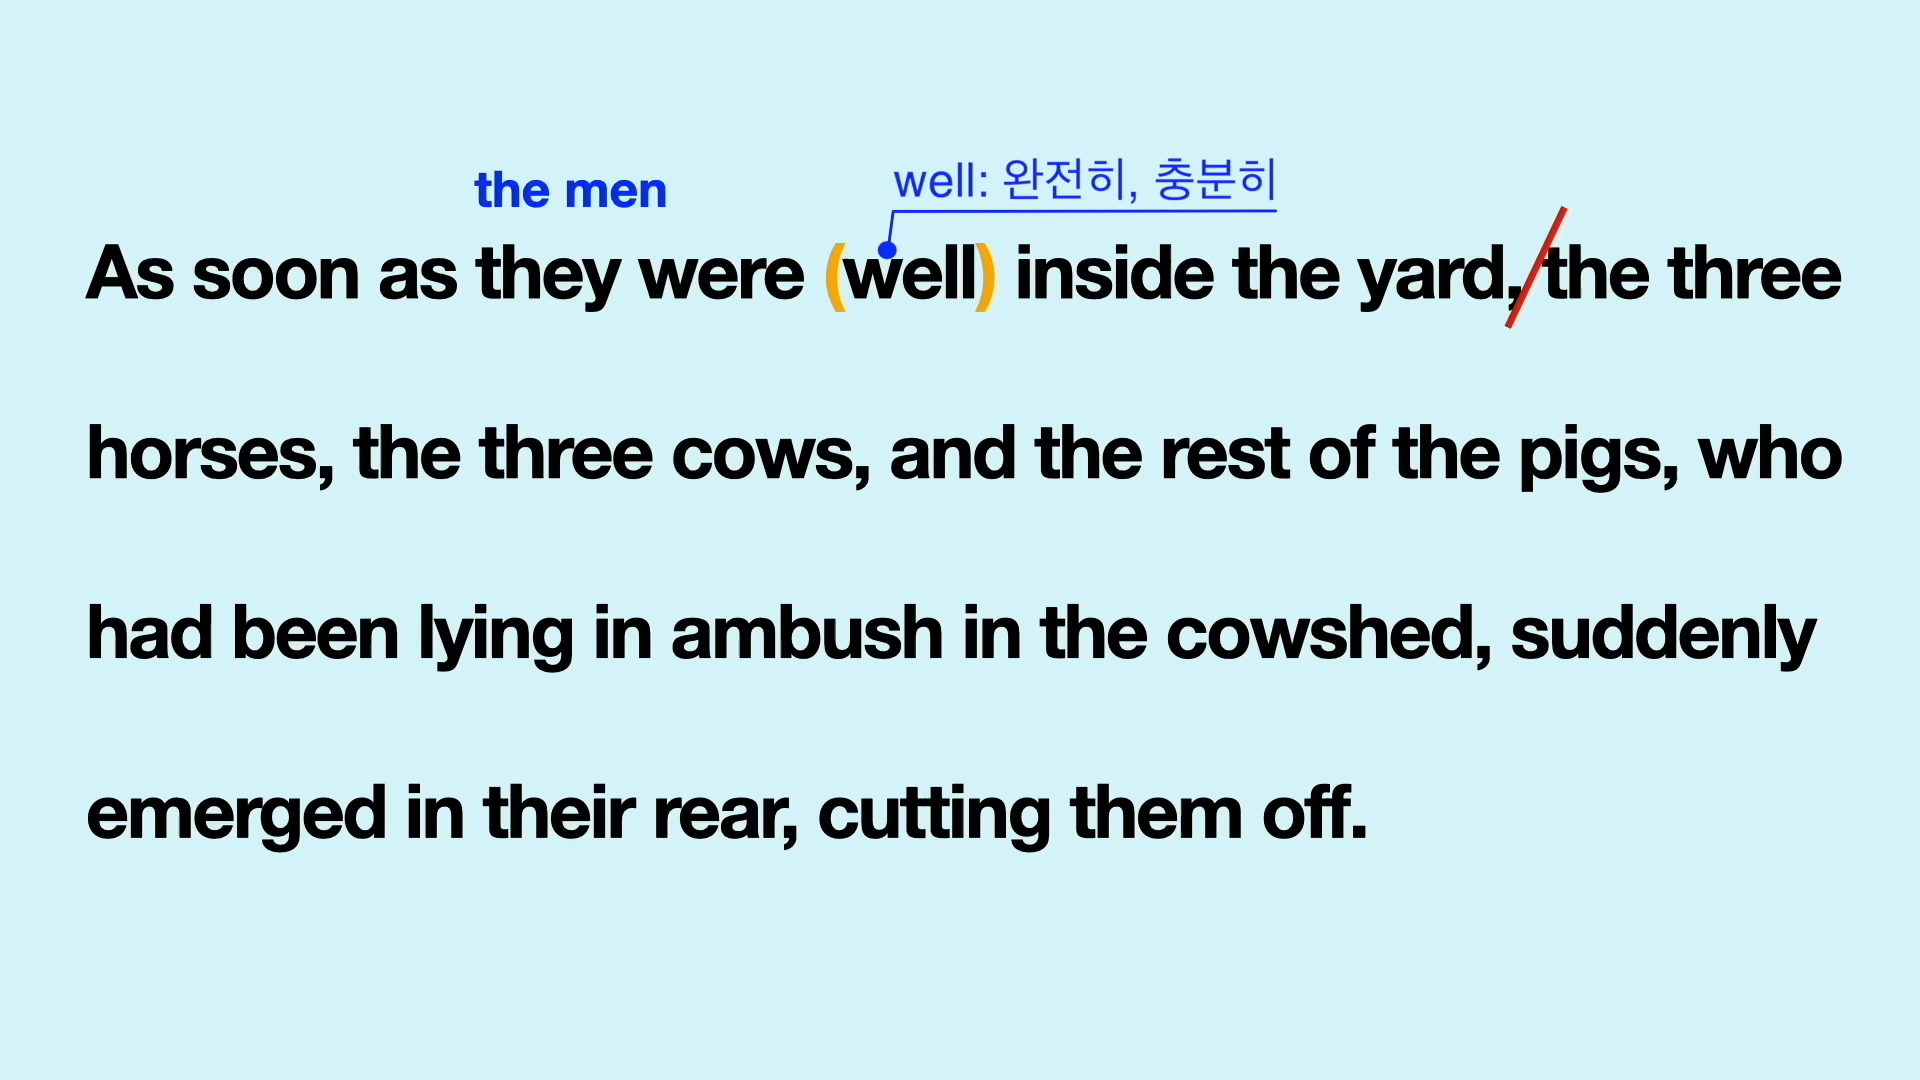 the men
well: 완전히, 충분히
As soon as they were (well) inside the yard, the three
horses, the three cows, and the rest of the pigs, who
had been lying in ambush in the cowshed, suddenly
emerged in their rear, cutting them off.